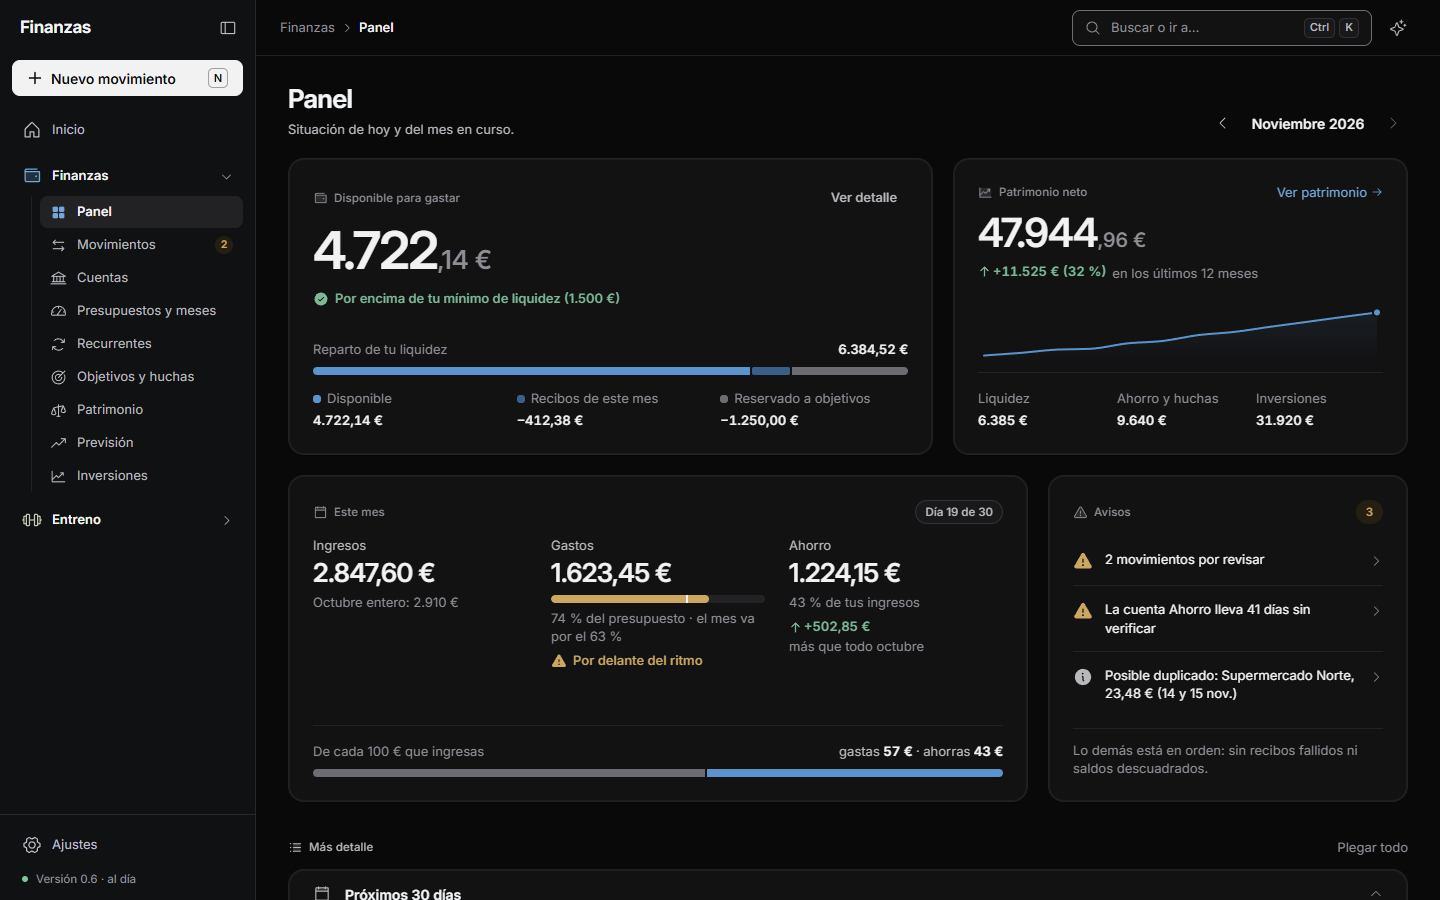 Finanzas
Nuevo movimiento N
Inicio
Finanzas
Panel
Movimientos 2
Cuentas
Presupuestos y meses
Recurrentes
Objetivos y huchas
Patrimonio
Previsión
Inversiones
Entreno
Ajustes
Versión 0.6 · al día
Finanzas > Panel
Buscar o ir a... Ctrl K
Panel
Situación de hoy y del mes en curso.
Noviembre 2026
Disponible para gastar Ver detalle
4.722,14 €
Por encima de tu mínimo de liquidez (1.500 €)
Reparto de tu liquidez 6.384,52 €
Disponible Recibos de este mes Reservado a objetivos
4.722,14 € −412,38 € −1.250,00 €
Patrimonio neto Ver patrimonio →
47.944,96 €
↑ +11.525 € (32 %) en los últimos 12 meses
Liquidez Ahorro y huchas Inversiones
6.385 € 9.640 € 31.920 €
Este mes Día 19 de 30
Ingresos
2.847,60 €
Octubre entero: 2.910 €
Gastos
1.623,45 €
74 % del presupuesto · el mes va
por el 63 %
Por delante del ritmo
Ahorro
1.224,15 €
43 % de tus ingresos
↑ +502,85 €
más que todo octubre
De cada 100 € que ingresas gastas 57 € · ahorras 43 €
Avisos 3
2 movimientos por revisar
La cuenta Ahorro lleva 41 días sin
verificar
Posible duplicado: Supermercado Norte,
23,48 € (14 y 15 nov.)
Lo demás está en orden: sin recibos fallidos ni
saldos descuadrados.
Más detalle Plegar todo
Próximos 30 días